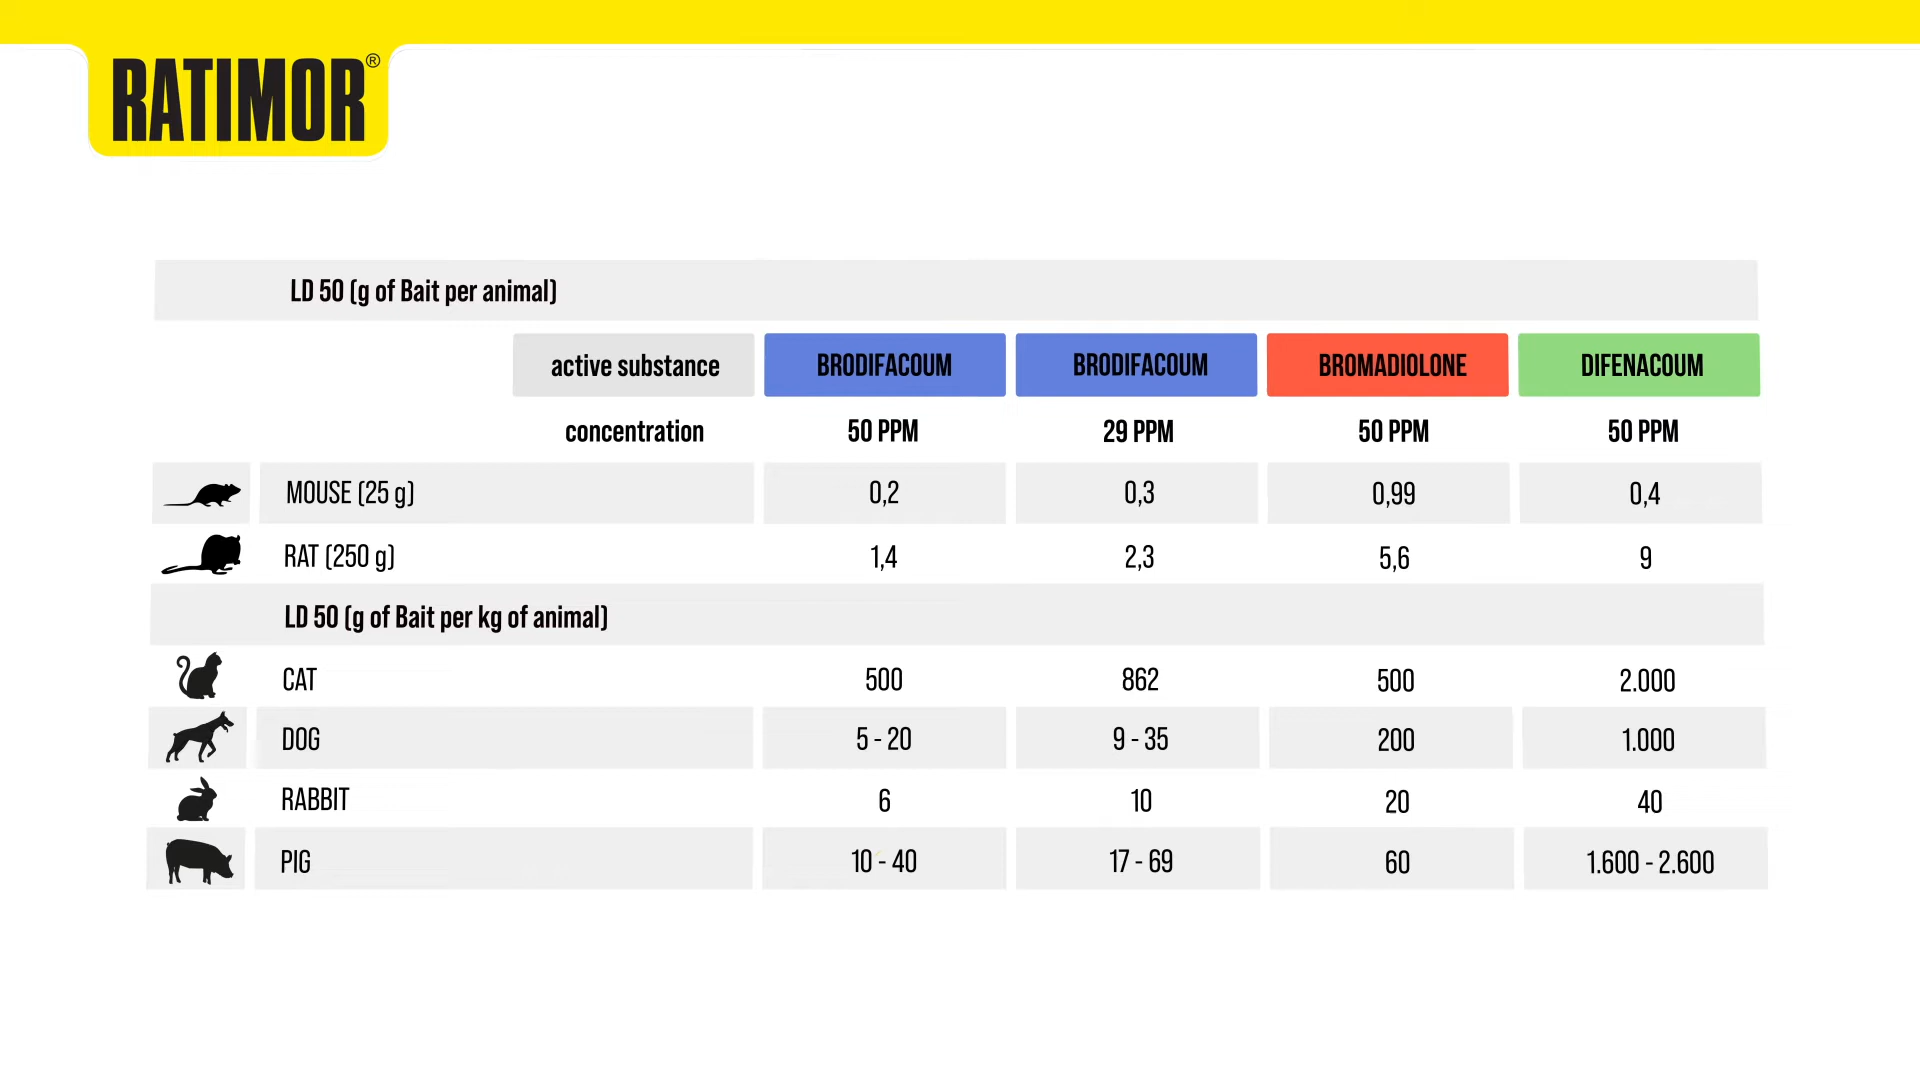 RATIMOR®
LD 50 (g of Bait per animal)
active substance BRODIFACOUM BRODIFACOUM BROMADIOLONE DIFENACOUM
concentration 50 PPM 29 PPM 50 PPM 50 PPM
MOUSE (25 g) 0,2 0,3 0,99 0,4
RAT (250 g) 1,4 2,3 5,6 9
LD 50 (g of Bait per kg of animal)
CAT 500 862 500 2.000
DOG 5 - 20 9 - 35 200 1.000
RABBIT 6 10 20 40
PIG 10 - 40 17 - 69 60 1.600 - 2.600